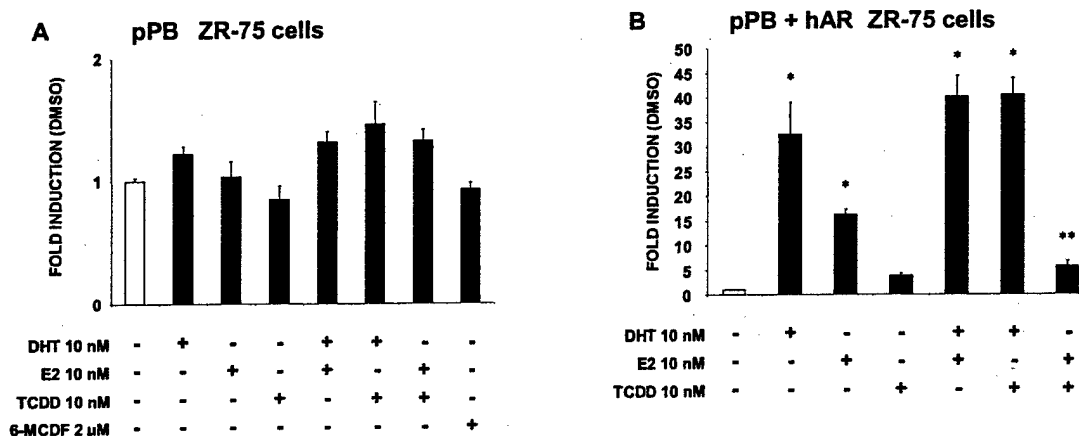 A pPB ZR-75 cells
FOLD INDUCTION (DMSO)
2
1
0
DHT 10 nM - + - - + + - -
E2 10 nM - - + - + - + -
TCDD 10 nM - - - + - + + -
6-MCDF 2 µM - - - - - - - +
B pPB + hAR ZR-75 cells
FOLD INDUCTION (DMSO)
50
45
40
35
30
25
20
15
10
5
0
* * * * **
DHT 10 nM - + - - + + -
E2 10 nM - - + - + - +
TCDD 10 nM - - - + - + +